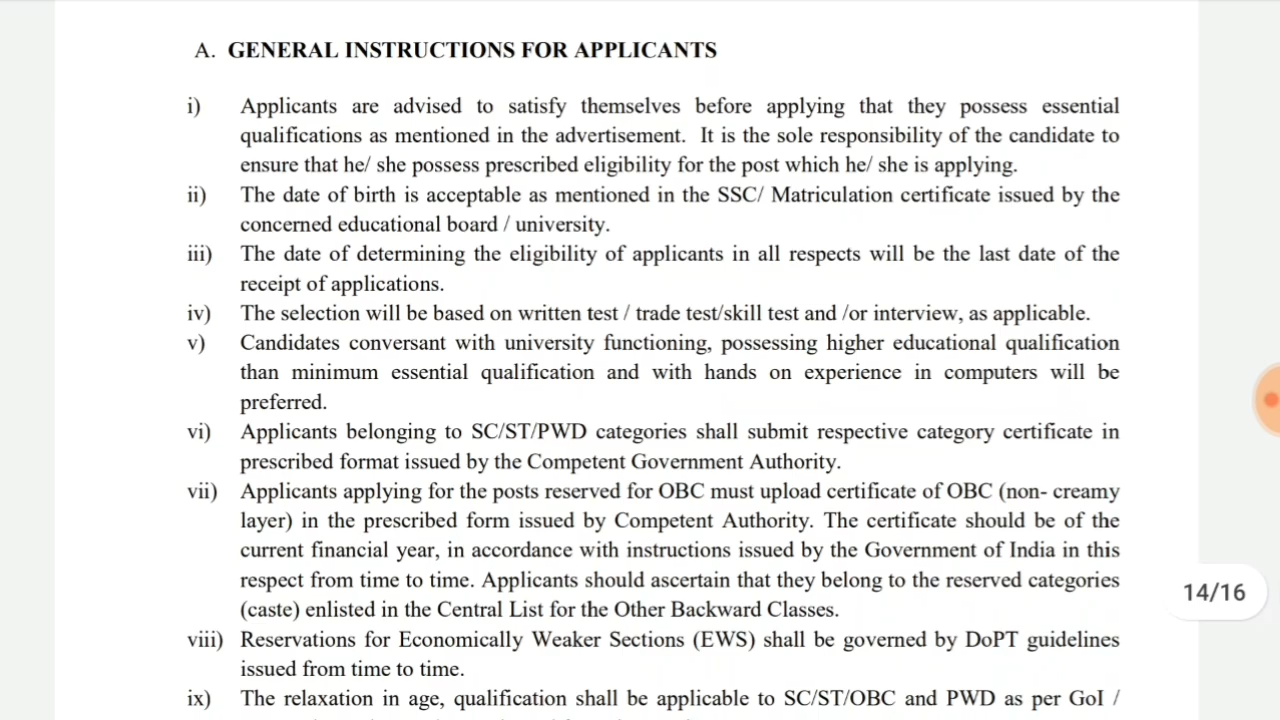 A. GENERAL INSTRUCTIONS FOR APPLICANTS
i) Applicants are advised to satisfy themselves before applying that they possess essential
qualifications as mentioned in the advertisement. It is the sole responsibility of the candidate to
ensure that he/ she possess prescribed eligibility for the post which he/ she is applying.
ii) The date of birth is acceptable as mentioned in the SSC/ Matriculation certificate issued by the
concerned educational board / university.
iii) The date of determining the eligibility of applicants in all respects will be the last date of the
receipt of applications.
iv) The selection will be based on written test / trade test/skill test and /or interview, as applicable.
v) Candidates conversant with university functioning, possessing higher educational qualification
than minimum essential qualification and with hands on experience in computers will be
preferred.
vi) Applicants belonging to SC/ST/PWD categories shall submit respective category certificate in
prescribed format issued by the Competent Government Authority.
vii) Applicants applying for the posts reserved for OBC must upload certificate of OBC (non- creamy
layer) in the prescribed form issued by Competent Authority. The certificate should be of the
current financial year, in accordance with instructions issued by the Government of India in this
respect from time to time. Applicants should ascertain that they belong to the reserved categories
(caste) enlisted in the Central List for the Other Backward Classes.
14/16
viii) Reservations for Economically Weaker Sections (EWS) shall be governed by DoPT guidelines
issued from time to time.
ix) The relaxation in age, qualification shall be applicable to SC/ST/OBC and PWD as per GoI /